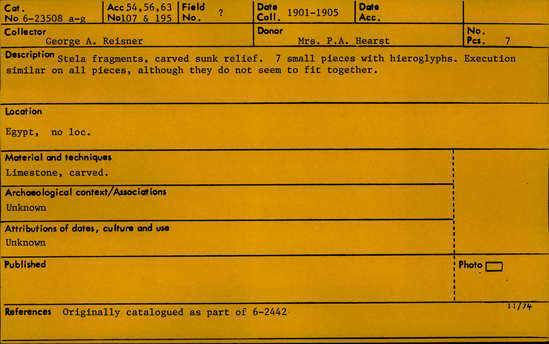 Cat. Acc 54,56,63 Field Date Date
No 6-23508 a-g No107 & 195 No. ? Coll. 1901-1905 Acc.
Collector Donor No.
George A. Reisner Mrs. P.A. Hearst Pcs. 7
Description Stela fragments, carved sunk relief. 7 small pieces with hieroglyphs. Execution
similar on all pieces, although they do not seem to fit together.
Location
Egypt, no loc.
Material and techniques
Limestone, carved.
Archaeological context/Associations
Unknown
Attributions of dates, culture and use
Unknown
Published Photo
11/74
References Originally catalogued as part of 6-2442